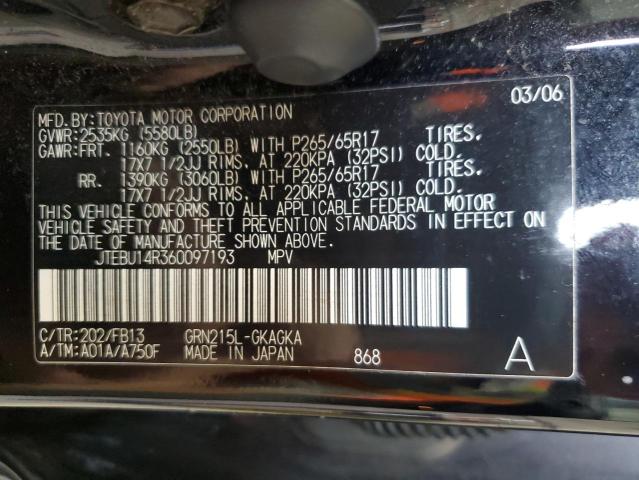 MFD.BY:TOYOTA MOTOR CORPORATION 03/06
GVWR:2535KG (5580LB)
GAWR:FRT. 1160KG (2550LB) WITH P265/65R17 TIRES.
17X7 1/2JJ RIMS. AT 220KPA (32PSI) COLD.
RR. 1390KG (3060LB) WITH P265/65R17 TIRES.
17X7 1/2JJ RIMS. AT 220KPA (32PSI) COLD.
THIS VEHICLE CONFORMS TO ALL APPLICABLE FEDERAL MOTOR
VEHICLE SAFETY AND THEFT PREVENTION STANDARDS IN EFFECT ON
THE DATE OF MANUFACTURE SHOWN ABOVE.
JTEBU14R360097193 MPV
C/TR:202/FB13 GRN215L-GKAGKA
A/TM:A01A/A750F MADE IN JAPAN 868 A